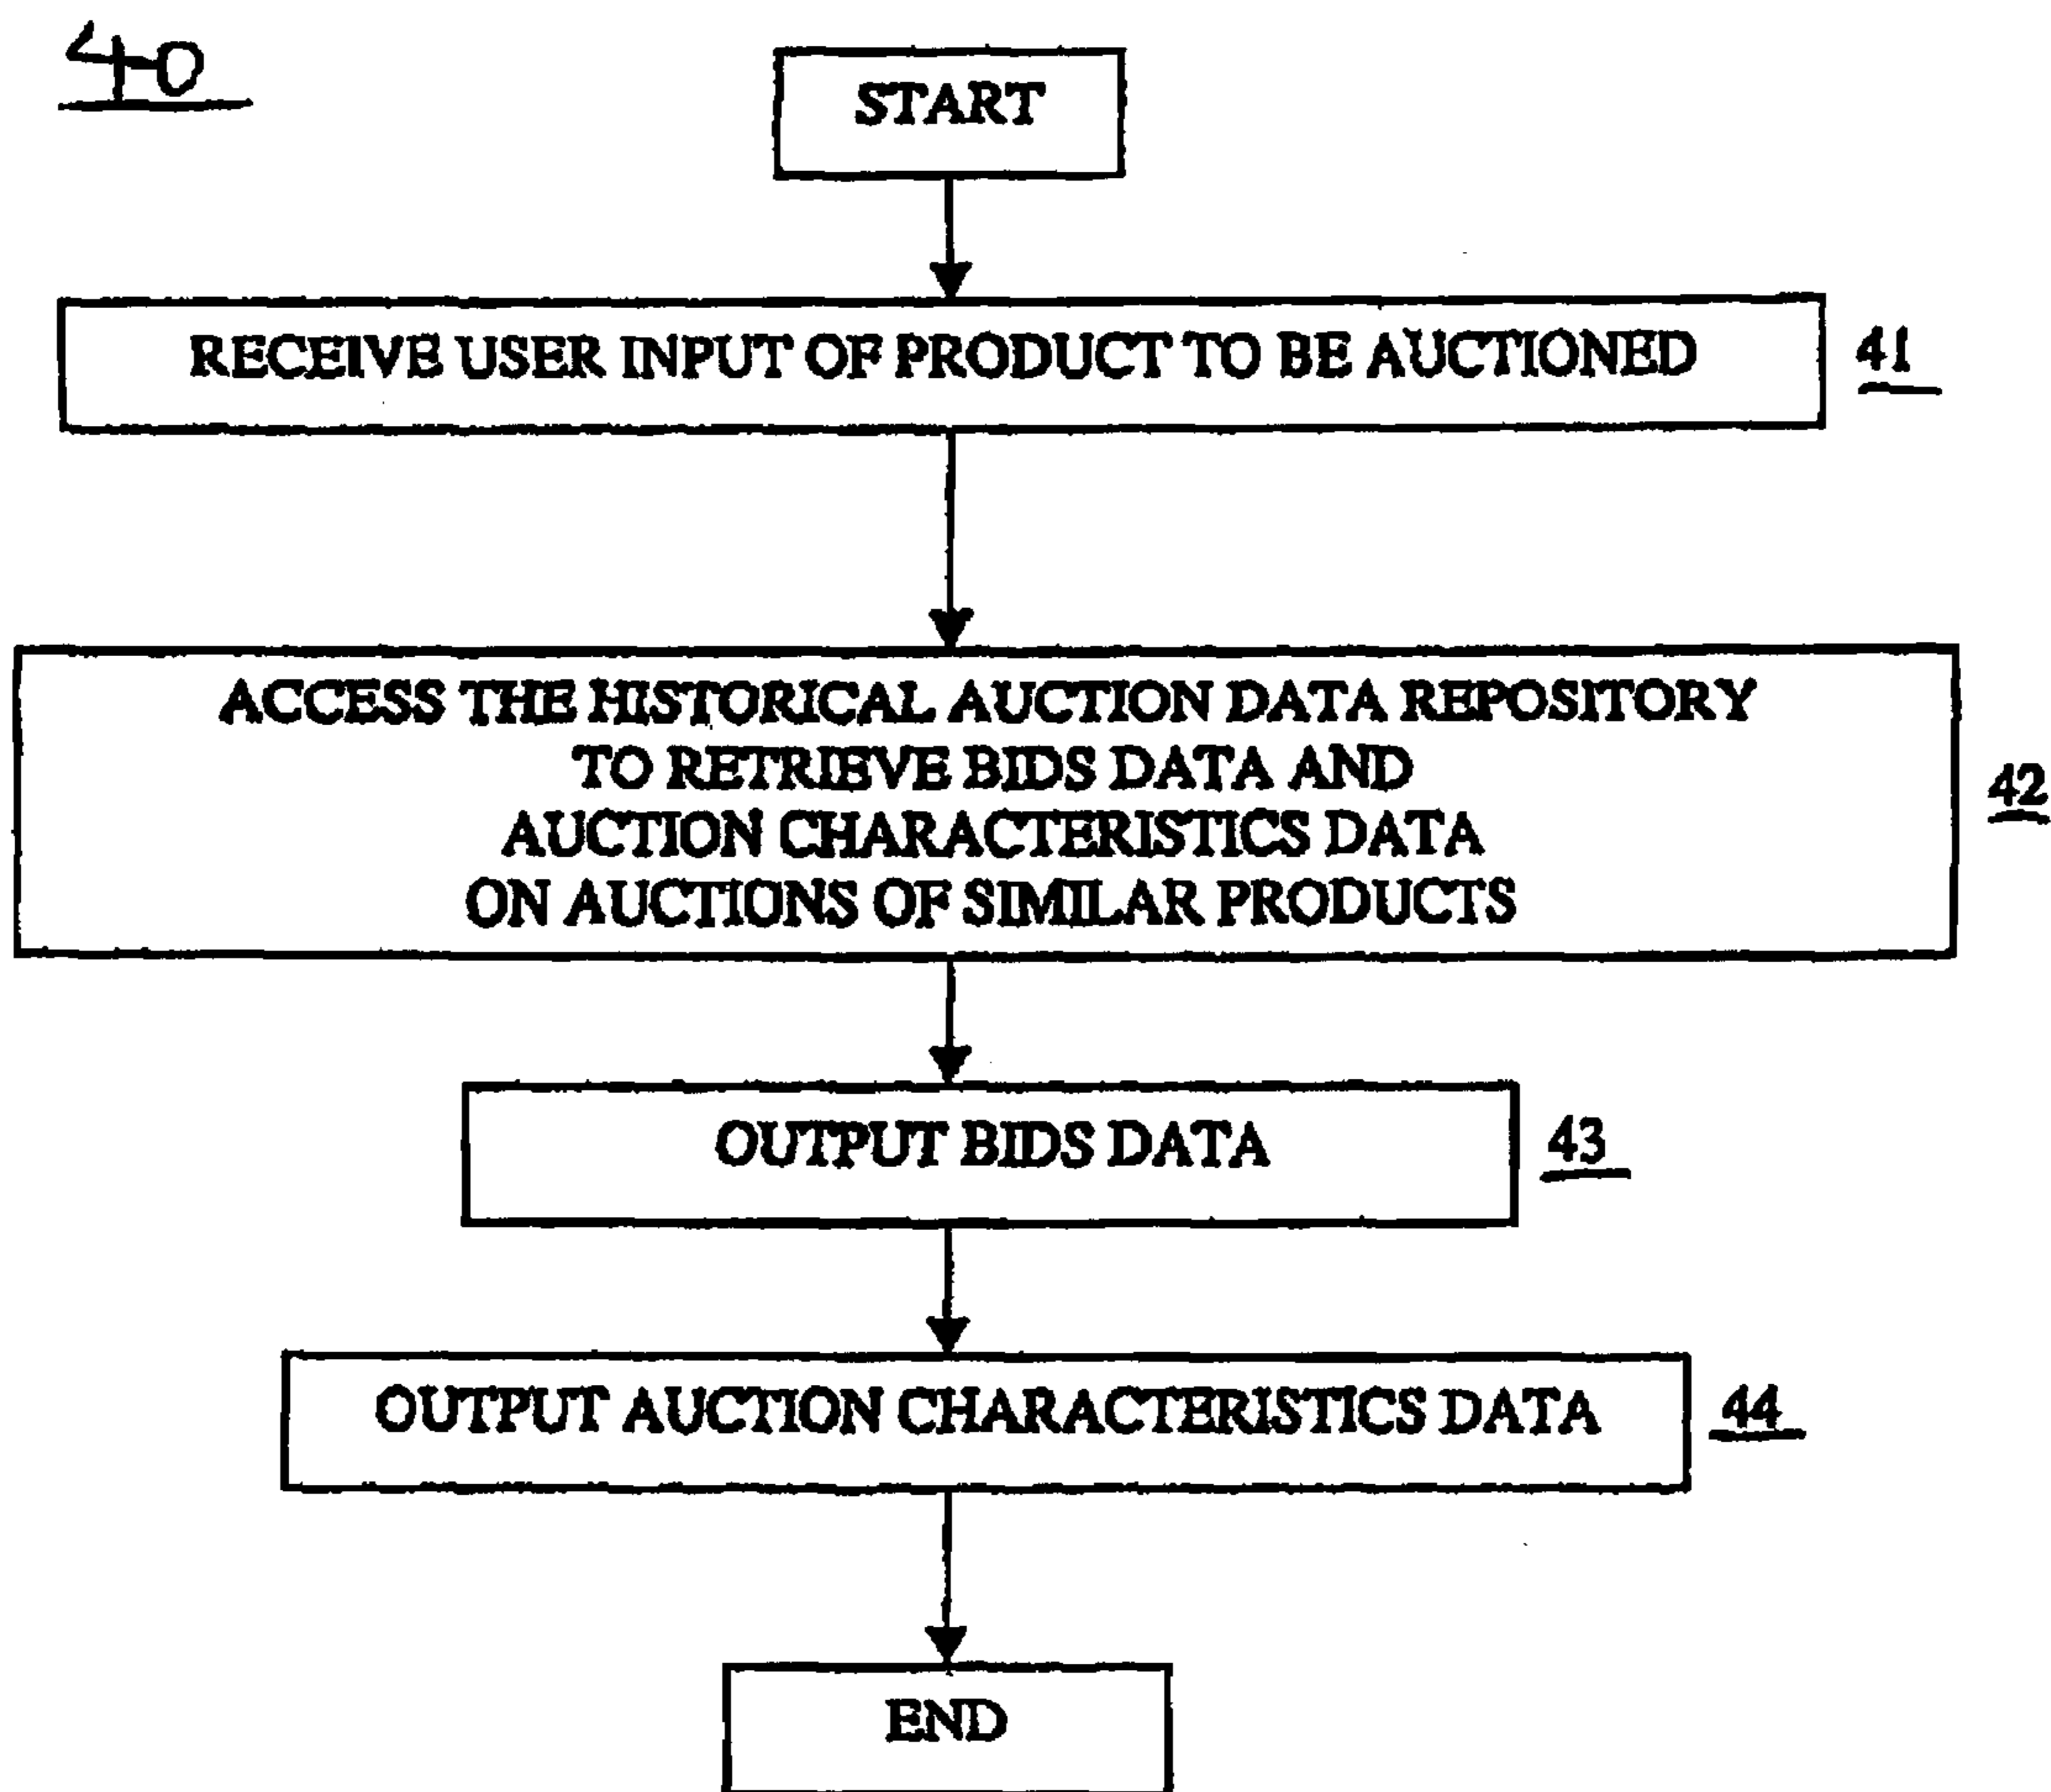 40
START
RECEIVE USER INPUT OF PRODUCT TO BE AUCTIONED
41
ACCESS THE HISTORICAL AUCTION DATA REPOSITORY
TO RETRIEVE BIDS DATA AND
AUCTION CHARACTERISTICS DATA
ON AUCTIONS OF SIMILAR PRODUCTS
42
OUTPUT BIDS DATA
43
OUTPUT AUCTION CHARACTERISTICS DATA
44
END